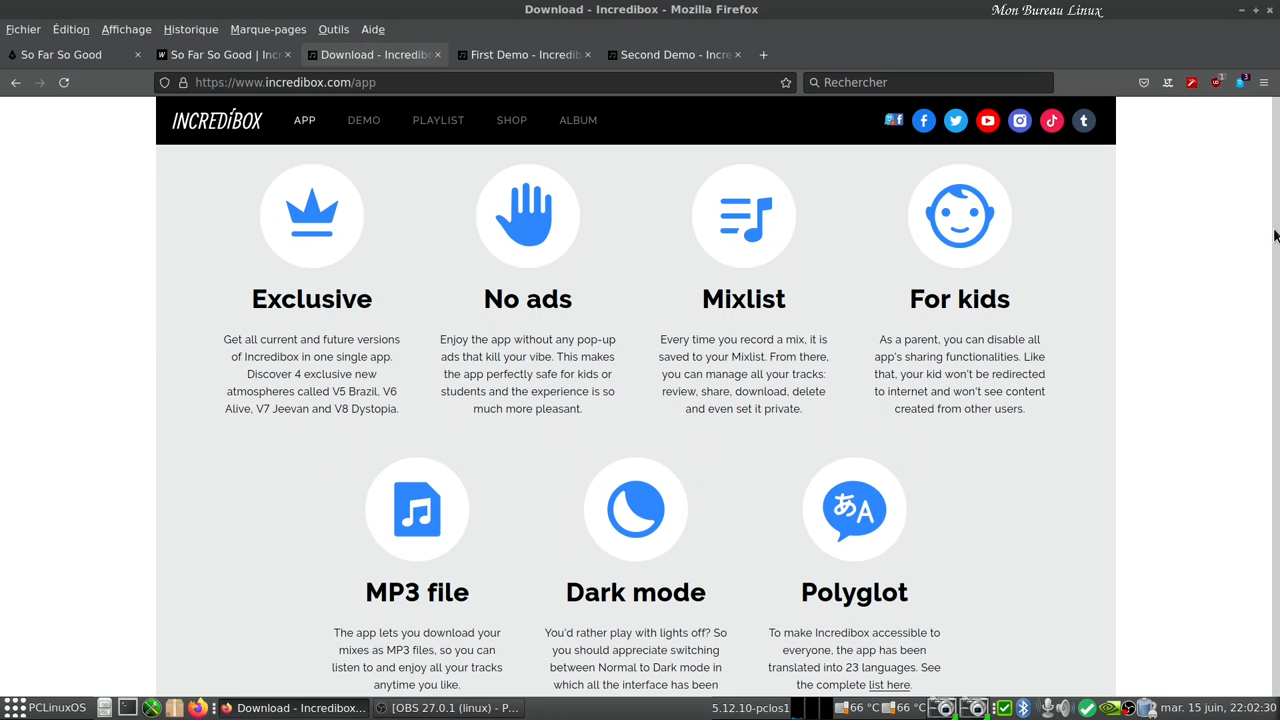 Download - Incredibox - Mozilla Firefox
Mon Bureau Linux
Fichier Édition Affichage Historique Marque-pages Outils Aide
So Far So Good
So Far So Good | Inc
Download - Incredib
First Demo - Incredib
Second Demo - Incre
https://www.incredibox.com/app
Rechercher
INCREDÍBOX APP DEMO PLAYLIST SHOP ALBUM
Exclusive
Get all current and future versions
of Incredibox in one single app.
Discover 4 exclusive new
atmospheres called V5 Brazil, V6
Alive, V7 Jeevan and V8 Dystopia.
No ads
Enjoy the app without any pop-up
ads that kill your vibe. This makes
the app perfectly safe for kids or
students and the experience is so
much more pleasant.
Mixlist
Every time you record a mix, it is
saved to your Mixlist. From there,
you can manage all your tracks:
review, share, download, delete
and even set it private.
For kids
As a parent, you can disable all
app's sharing functionalities. Like
that, your kid won't be redirected
to internet and won't see content
created from other users.
MP3 file
The app lets you download your
mixes as MP3 files, so you can
listen to and enjoy all your tracks
anytime you like.
Dark mode
You'd rather play with lights off? So
you should appreciate switching
between Normal to Dark mode in
which all the interface has been
あA
Polyglot
To make Incredibox accessible to
everyone, the app has been
translated into 23 languages. See
the complete list here.
PCLinuxOS
Download - Incredibox...
[OBS 27.0.1 (linux) - P...
5.12.10-pclos1
66 °C
66 °C
mar. 15 juin, 22:02:30